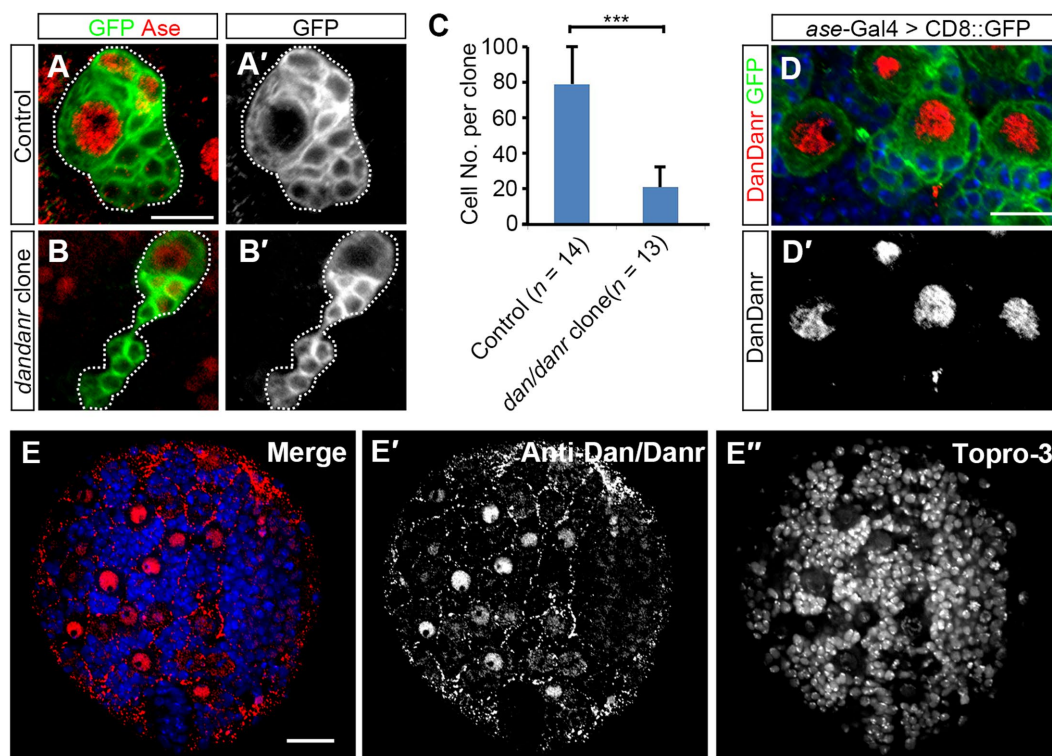 GFP Ase
GFP
Control
A
A′
dandanr clone
B
B′
C
***
Cell No. per clone
100
80
60
40
20
0
Control (n = 14)
dan/danr clone(n = 13)
ase-Gal4 > CD8::GFP
DanDanr GFP
D
DanDanr
D′
E
Merge
E′
Anti-Dan/Danr
E″
Topro-3